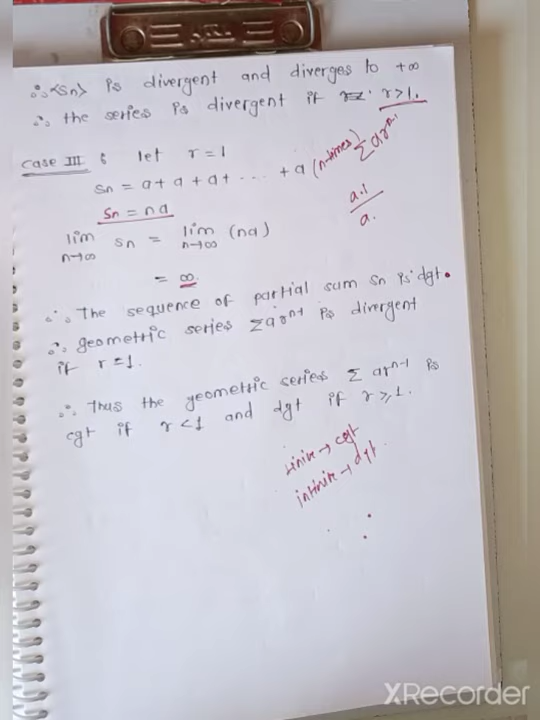 ∴ <Sn> is divergent and diverges to +∞
∴ the series is divergent if r>1.
Case III : let r=1
Sn = a+a+a+ .... +a (n-times) Σar^n-1
Sn = na
a.1
a.
lim n→∞ Sn = lim n→∞ (na)
= ∞.
∴ The sequence of partial sum Sn is dgt.
∴ geometric series Σar^n-1 is divergent
if r=1.
∴ Thus the geometric series Σ ar^n-1 is
cgt if r<1 and dgt if r≥1.
finite → cgt
infinite → dgt
XRecorder